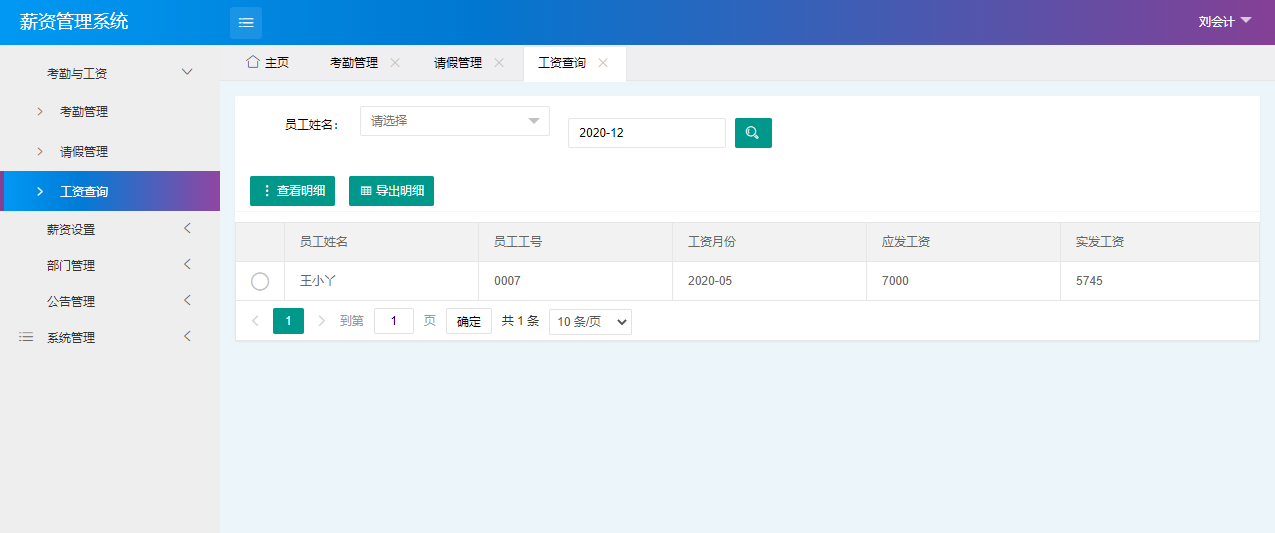 薪资管理系统
刘会计
考勤与工资
考勤管理
请假管理
工资查询
薪资设置
部门管理
公告管理
系统管理
主页 考勤管理 请假管理 工资查询
员工姓名: 请选择 2020-12
查看明细 导出明细
员工姓名 员工工号 工资月份 应发工资 实发工资
王小丫 0007 2020-05 7000 5745
1 到第 1 页 确定 共 1 条 10 条/页